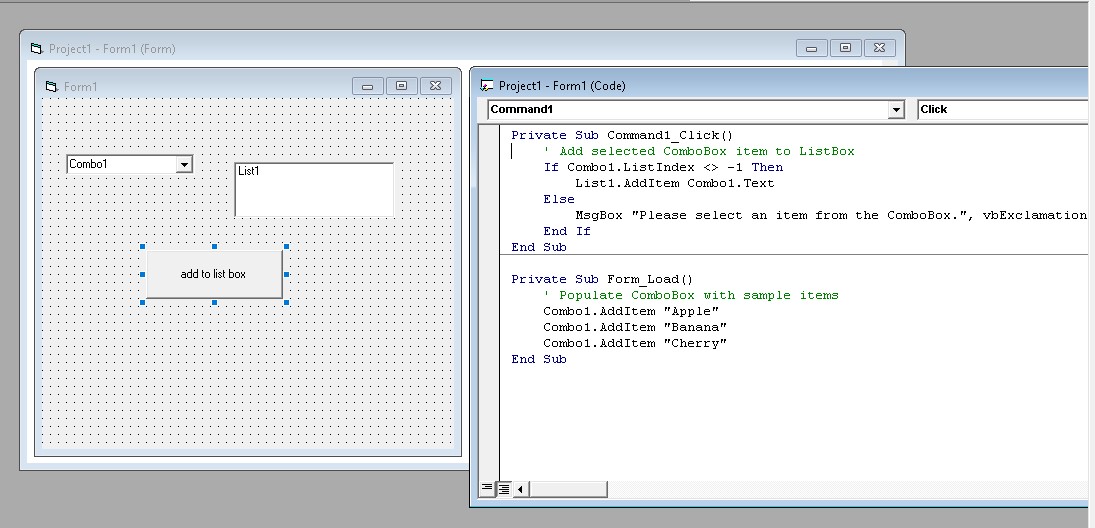 Project1 - Form1 (Form)
Form1
Combo1
List1
add to list box
Project1 - Form1 (Code)
Command1
Click
Private Sub Command1_Click()
' Add selected ComboBox item to ListBox
If Combo1.ListIndex <> -1 Then
List1.AddItem Combo1.Text
Else
MsgBox "Please select an item from the ComboBox.", vbExclamation
End If
End Sub
Private Sub Form_Load()
' Populate ComboBox with sample items
Combo1.AddItem "Apple"
Combo1.AddItem "Banana"
Combo1.AddItem "Cherry"
End Sub